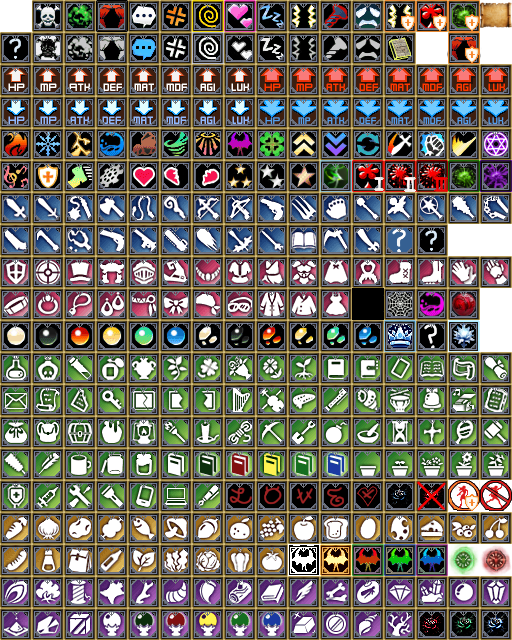 ?
HP MP ATK DEF MAT MDF AGI LUK HP MP ATK DEF MAT MDF AGI LUK
HP MP ATK DEF MAT MDF AGI LUK HP MP ATK DEF MAT MDF AGI LUK
I II
? ?
?
L O V E